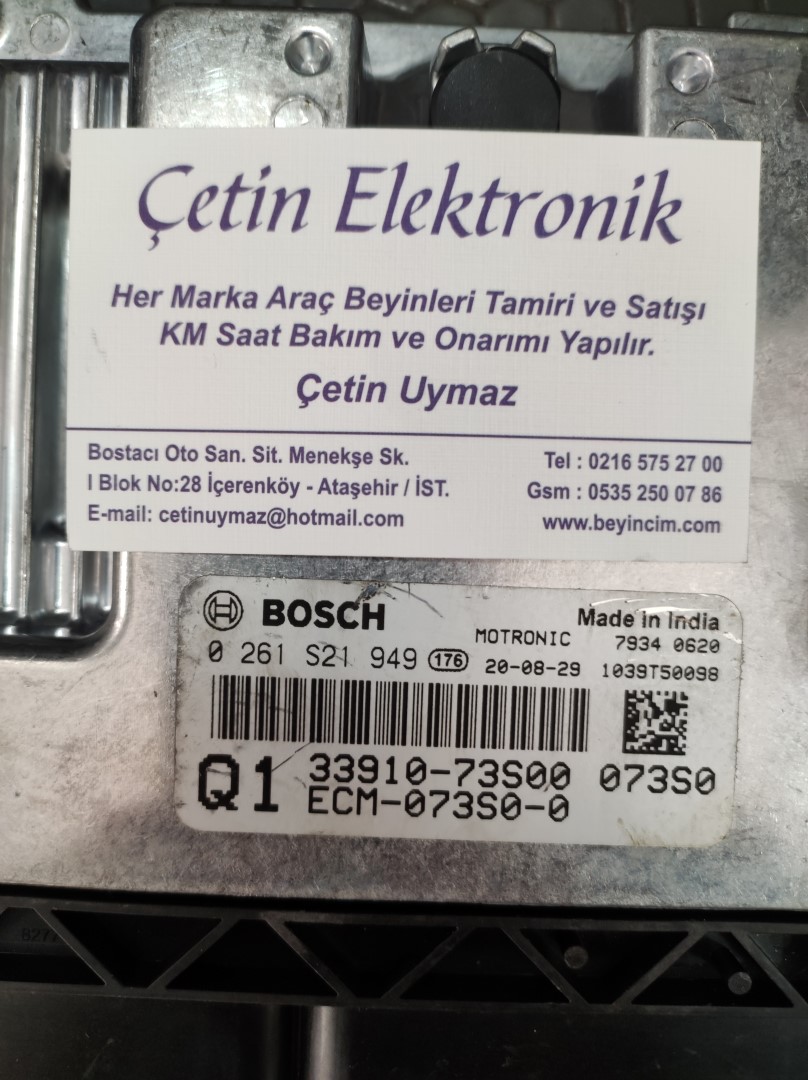 Çetin Elektronik
Her Marka Araç Beyinleri Tamiri ve Satışı
KM Saat Bakım ve Onarımı Yapılır.
Çetin Uymaz
Bostacı Oto San. Sit. Menekşe Sk.
I Blok No:28 İçerenköy - Ataşehir / İST.
E-mail: cetinuymaz@hotmail.com
Tel : 0216 575 27 00
Gsm : 0535 250 07 86
www.beyincim.com
BOSCH
Made in India
MOTRONIC
7934 0620
0 261 S21 949 176 20-08-29 1039T50098
Q1
33910-73S00 073S0
ECM-073S0-0